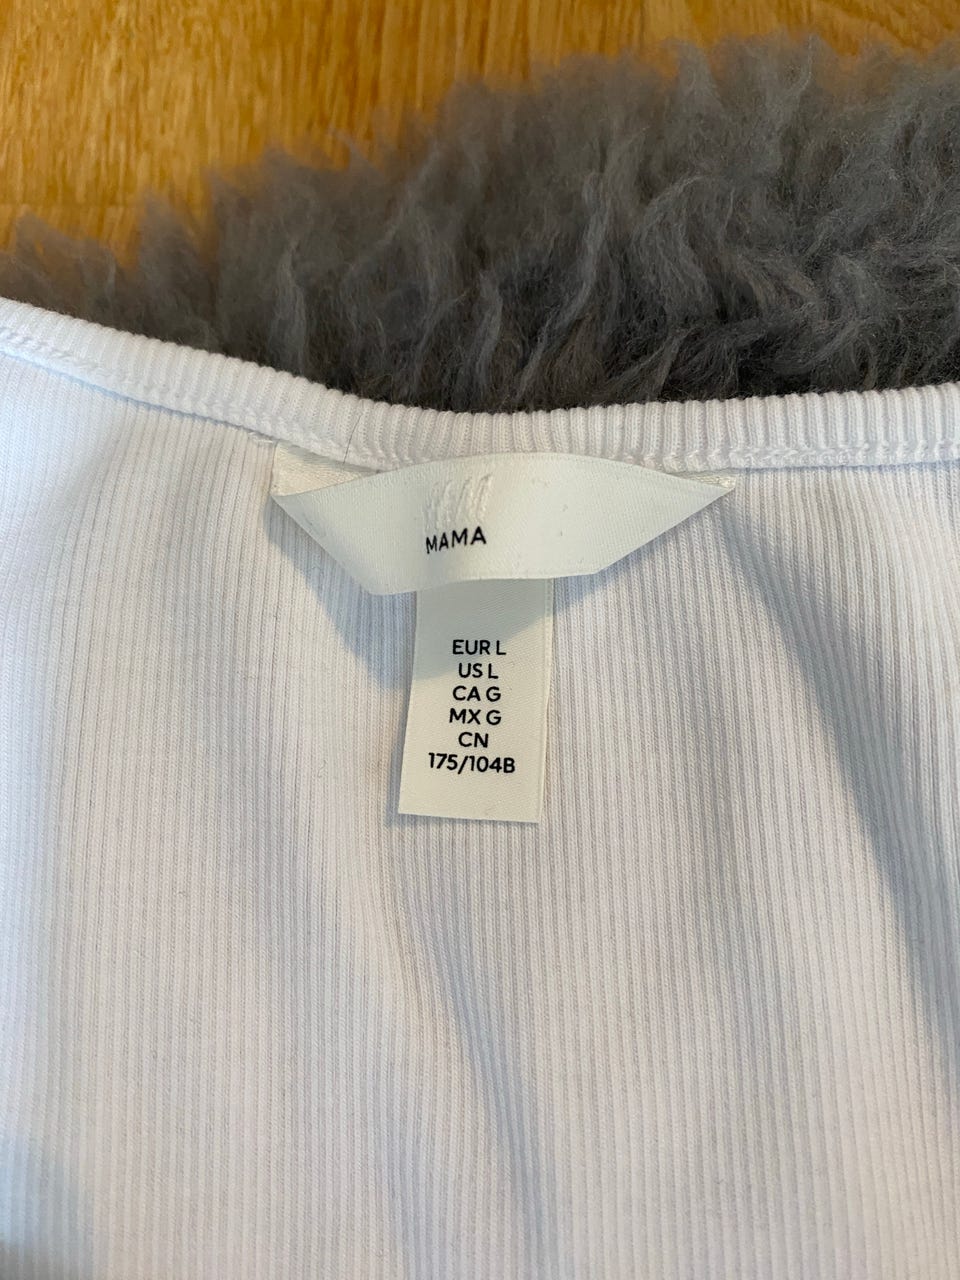 MAMA
EUR L
US L
CA G
MX G
CN
175/104B